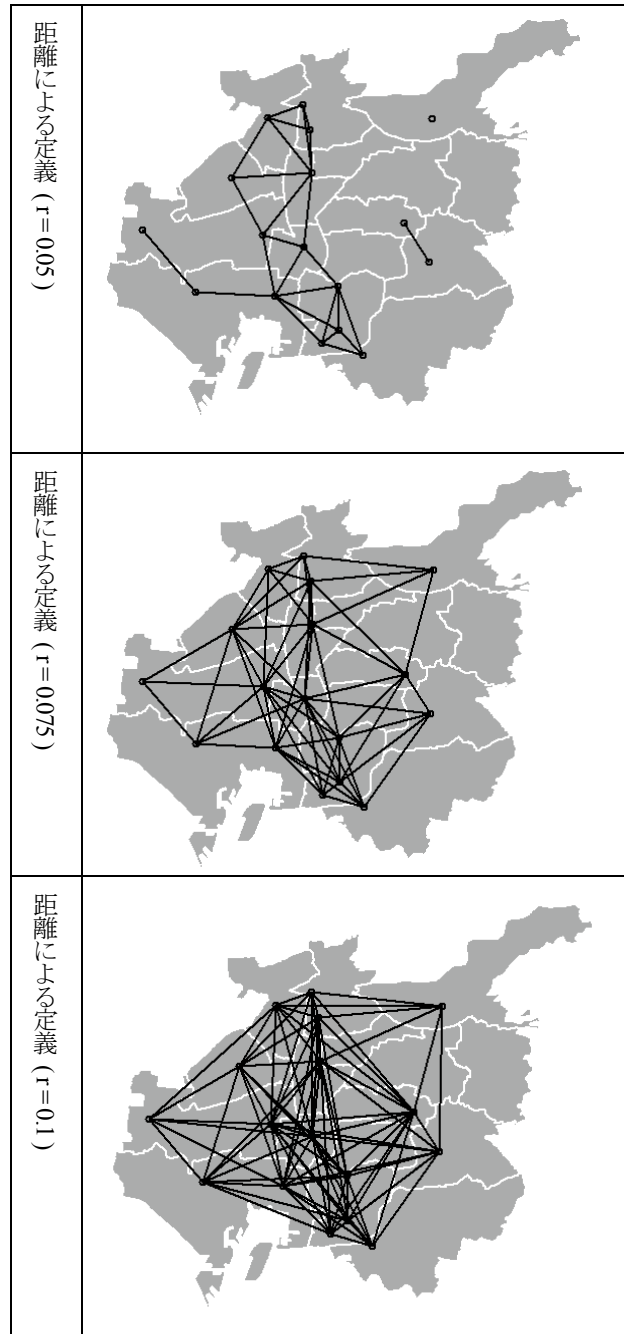 距離による定義 ( r = 0.05 )
距離による定義 ( r = 0.075 )
距離による定義 ( r = 0.1 )